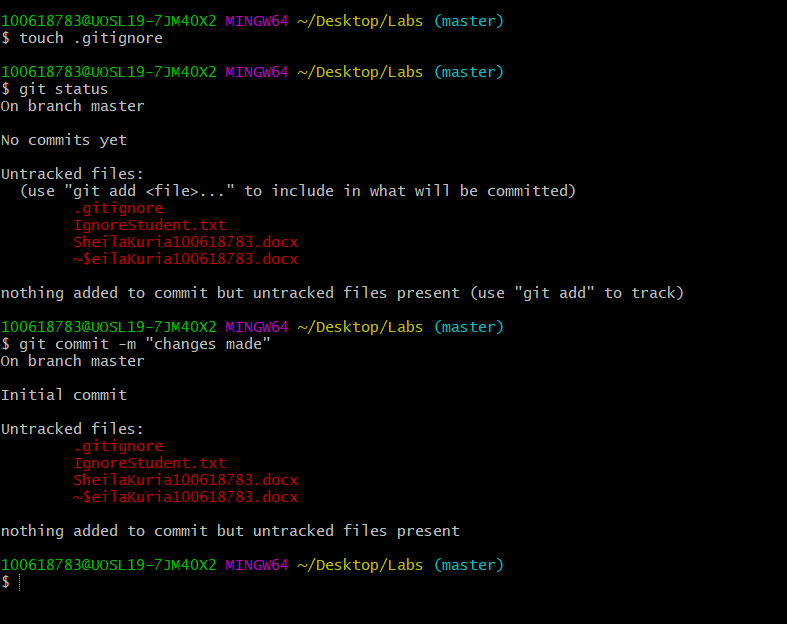 100618783@UOSL19-7JM4OX2 MINGW64 ~/Desktop/Labs (master)
$ touch .gitignore
100618783@UOSL19-7JM4OX2 MINGW64 ~/Desktop/Labs (master)
$ git status
On branch master
No commits yet
Untracked files:
  (use "git add <file>..." to include in what will be committed)
        .gitignore
        IgnoreStudent.txt
        SheilaKuria100618783.docx
        ~$eilaKuria100618783.docx
nothing added to commit but untracked files present (use "git add" to track)
100618783@UOSL19-7JM4OX2 MINGW64 ~/Desktop/Labs (master)
$ git commit -m "changes made"
On branch master
Initial commit
Untracked files:
        .gitignore
        IgnoreStudent.txt
        SheilaKuria100618783.docx
        ~$eilaKuria100618783.docx
nothing added to commit but untracked files present
100618783@UOSL19-7JM4OX2 MINGW64 ~/Desktop/Labs (master)
$